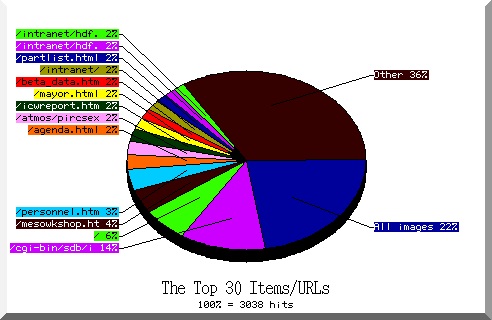 /intranet/hdf. 2%
/intranet/hdf. 2%
/partlist.html 2%
/intranet/ 2%
/beta_data.htm 2%
/mayor.html 2%
/icwreport.htm 2%
/atmos/pircsex 2%
/agenda.html 2%
/personnel.htm 3%
/mesowkshop.ht 4%
/ 6%
/cgi-bin/sdb/i 14%
Other 36%
All images 22%
The Top 30 Items/URLs
100% = 3038 hits